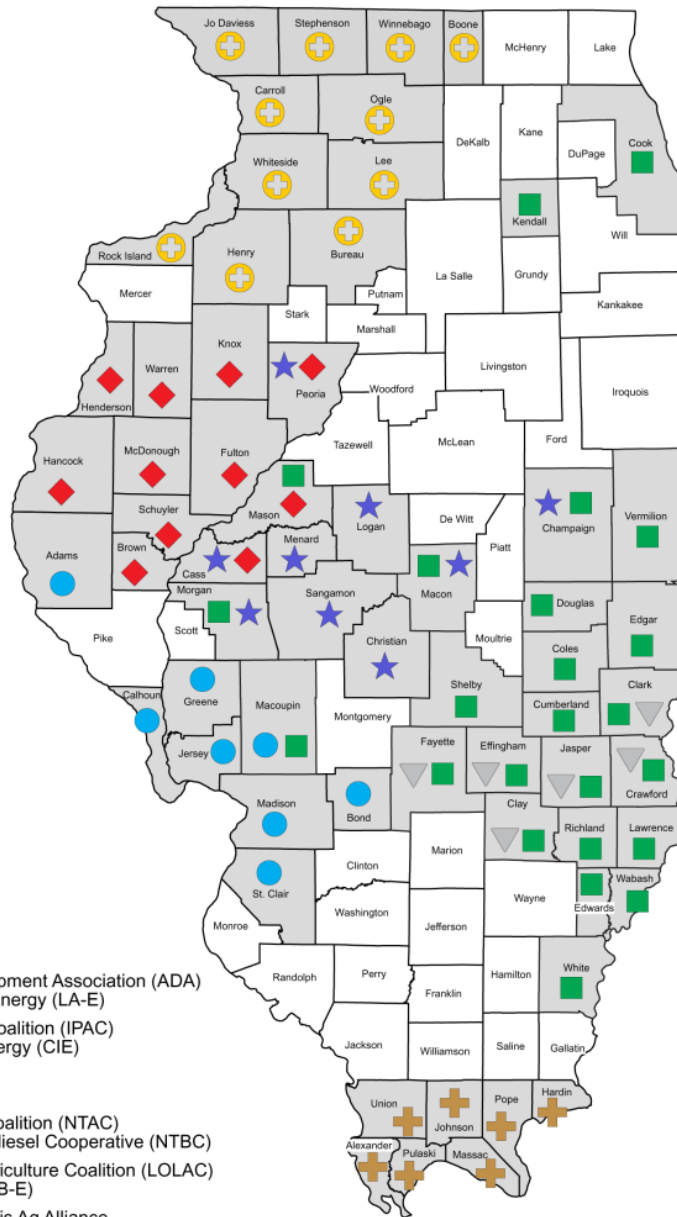 Jo Daviess
Stephenson
Winnebago
Boone
McHenry
Lake
Carroll
Ogle
DeKalb
Kane
DuPage
Cook
Whiteside
Lee
Kendall
Will
Rock Island
Henry
Bureau
La Salle
Grundy
Mercer
Putnam
Kankakee
Stark
Marshall
Knox
Warren
Henderson
Peoria
Woodford
Livingston
Iroquois
Hancock
McDonough
Fulton
Tazewell
McLean
Ford
Schuyler
Mason
Logan
De Witt
Champaign
Vermilion
Adams
Brown
Cass
Menard
Macon
Piatt
Morgan
Sangamon
Douglas
Edgar
Pike
Scott
Christian
Moultrie
Coles
Calhoun
Greene
Macoupin
Montgomery
Shelby
Cumberland
Clark
Jersey
Fayette
Effingham
Jasper
Crawford
Madison
Bond
Clay
Richland
Lawrence
Clinton
Marion
St. Clair
Wayne
Edwards
Wabash
Monroe
Washington
Jefferson
Randolph
Perry
Hamilton
White
Franklin
Jackson
Williamson
Saline
Gallatin
Union
Johnson
Pope
Hardin
Alexander
Pulaski
Massac
pment Association (ADA)
nergy (LA-E)
oalition (IPAC)
ergy (CIE)
oalition (NTAC)
diesel Cooperative (NTBC)
riculture Coalition (LOLAC)
B-E)
is Ag Alliance